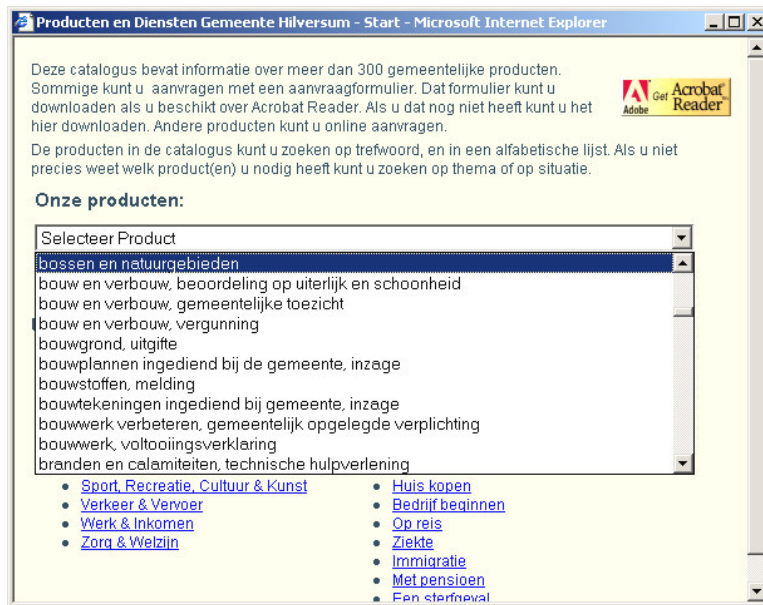 Producten en Diensten Gemeente Hilversum - Start - Microsoft Internet Explorer
Deze catalogus bevat informatie over meer dan 300 gemeentelijke producten.
Sommige kunt u aanvragen met een aanvraagformulier. Dat formulier kunt u
downloaden als u beschikt over Acrobat Reader. Als u dat nog niet heeft kunt u het
hier downloaden. Andere producten kunt u online aanvragen.
Adobe Get Acrobat Reader
De producten in de catalogus kunt u zoeken op trefwoord, en in een alfabetische lijst. Als u niet
precies weet welk product(en) u nodig heeft kunt u zoeken op thema of op situatie.
Onze producten:
Selecteer Product
bossen en natuurgebieden
bouw en verbouw, beoordeling op uiterlijk en schoonheid
bouw en verbouw, gemeentelijke toezicht
bouw en verbouw, vergunning
bouwgrond, uitgifte
bouwplannen ingediend bij de gemeente, inzage
bouwstoffen, melding
bouwtekeningen ingediend bij gemeente, inzage
bouwwerk verbeteren, gemeentelijk opgelegde verplichting
bouwwerk, voltooiingsverklaring
branden en calamiteiten, technische hulpverlening
Sport, Recreatie, Cultuur & Kunst
Verkeer & Vervoer
Werk & Inkomen
Zorg & Welzijn
Huis kopen
Bedrijf beginnen
Op reis
Ziekte
Immigratie
Met pensioen
Een sterfgeval